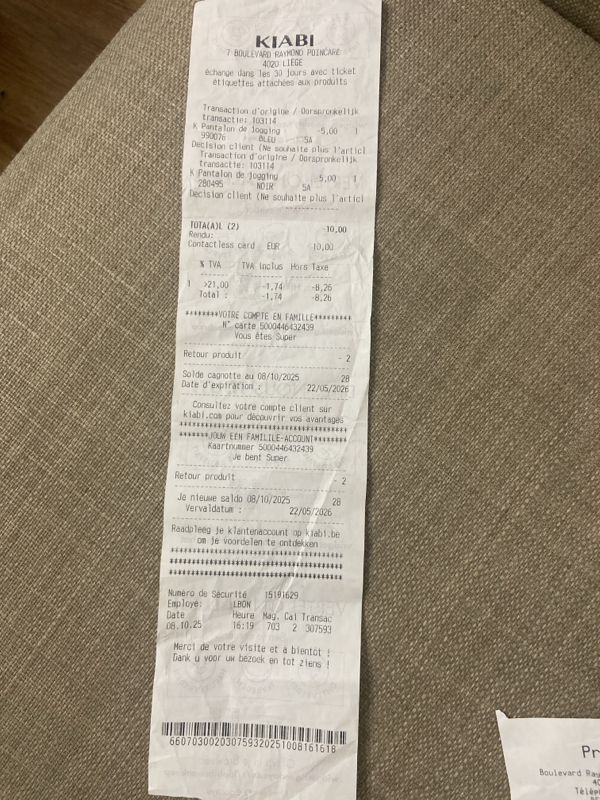 KIABI
7 BOULEVARD RAYMOND POINCARE
4020 LIEGE
échange dans les 30 jours avec ticket
étiquettes attachées aux produits
Transaction d'origine / Oorspronkelijk
transactie: 103114
K Pantalon de jogging -5,00 1
990076 BLEU 5A
Decision client (Ne souhaite plus l'articl
Transaction d'origine / Oorspronkelijk
transactie: 103114
K Pantalon de jogging -5,00 1
280495 NOIR 5A
Decision client (Ne souhaite plus l'articl
TOTA(A)L (2) -10,00
Rendu:
Contactless card EUR 10,00
% TVA TVA inclus Hors Taxe
1 >21,00 -1,74 -8,26
Total : -1,74 -8,26
********VOTRE COMPTE EN FAMILLE*********
N° carte 5000446432439
Vous êtes Super
Retour produit - 2
Solde cagnotte au 08/10/2025 28
Date d'expiration : 22/05/2026
Consultez votre compte client sur
kiabi.com pour découvrir vos avantages
****************************************
*******JOUW EEN FAMILILE-ACCOUNT********
Kaartnummer 5000446432439
Je bent Super
Retour produit - 2
Je nieuwe saldo 08/10/2025 28
Vervaldatum : 22/05/2026
Raadpleeg je klantenaccount op kiabi.be
om je voordelen te ontdekken
****************************************
****************************************
****************************************
Numéro de Sécurité 15191629
Employé: LBON
Date Heure Mag. Cai Transac
08.10.25 16:19 703 2 307593
Merci de votre visite et à bientôt !
Dank u voor uw bezoek en tot ziens !
660703002030759320251008161618
Pr
Boulevard Ray
40
Télép